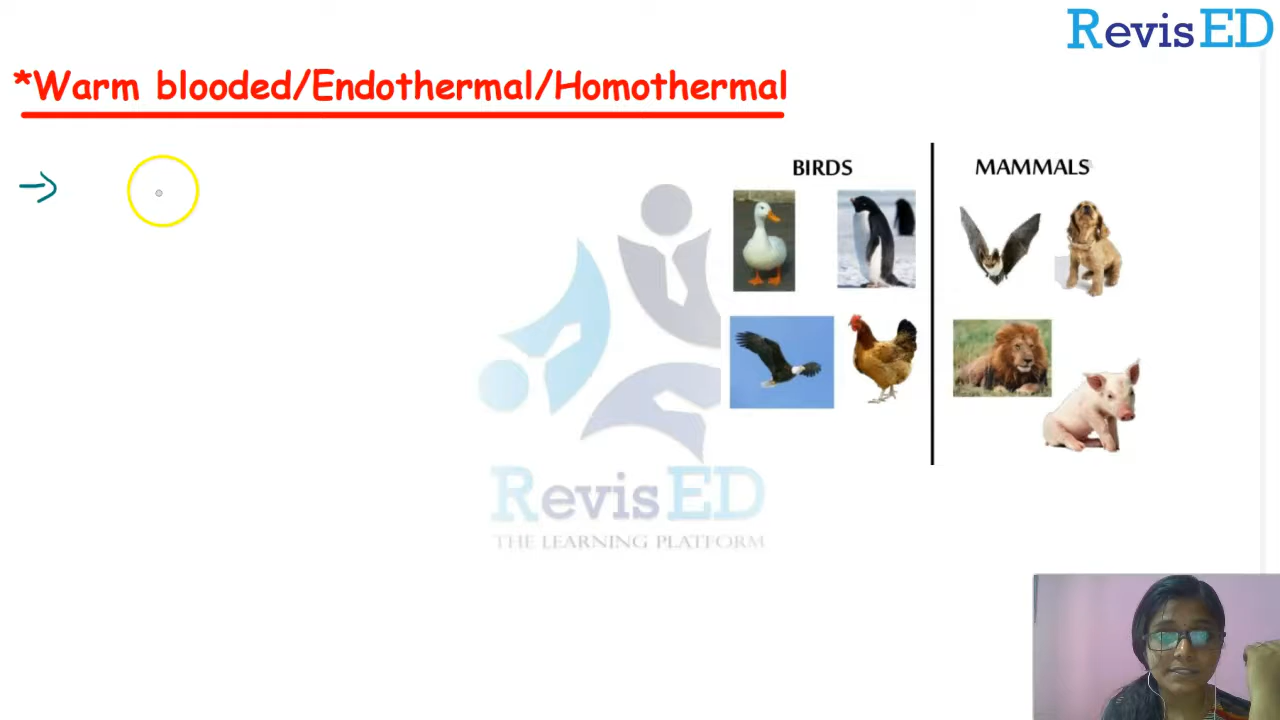 RevisED
*Warm blooded/Endothermal/Homothermal
BIRDS
MAMMALS
RevisED
THE LEARNING PLATFORM